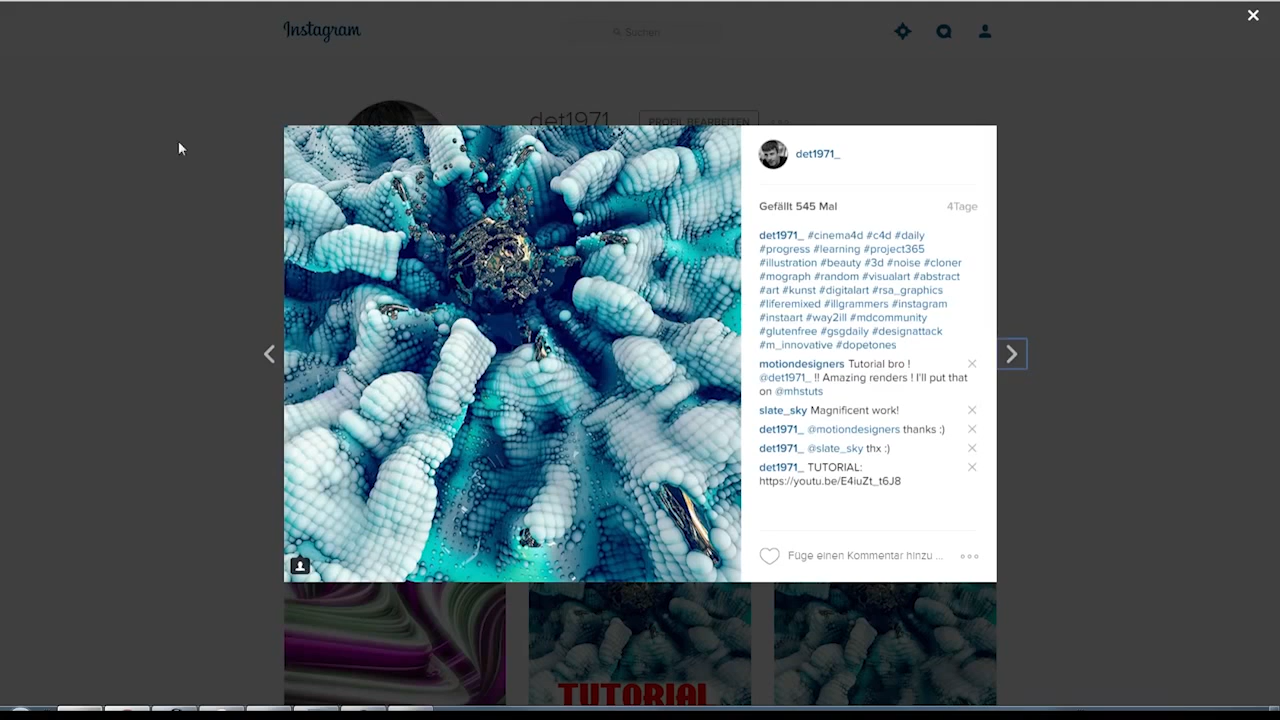 Instagram
Suchen
det1971_
PROFIL BEARBEITEN
det1971_
Gefällt 545 Mal
4Tage
det1971_ #cinema4d #c4d #daily
#progress #learning #project365
#illustration #beauty #3d #noise #cloner
#mograph #random #visualart #abstract
#art #kunst #digitalart #rsa_graphics
#liferemixed #illgrammers #instagram
#instaart #way2ill #mdcommunity
#glutenfree #gsgdaily #designattack
#m_innovative #dopetones
motiondesigners Tutorial bro !
@det1971_ !! Amazing renders ! I'll put that
on @mhstuts
slate_sky Magnificent work!
det1971_ @motiondesigners thanks :)
det1971_ @slate_sky thx :)
det1971_ TUTORIAL:
https://youtu.be/E4iuZt_t6J8
Füge einen Kommentar hinzu ...
TUTORIAL